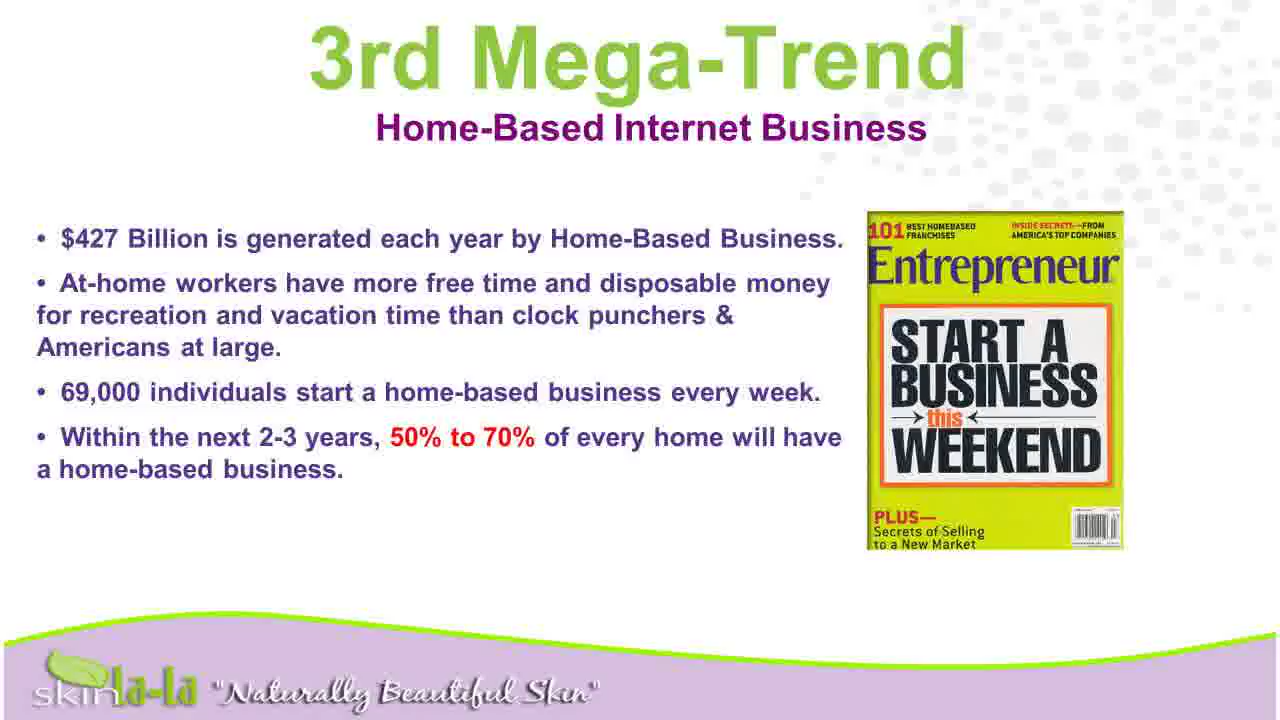 3rd Mega-Trend
Home-Based Internet Business
• $427 Billion is generated each year by Home-Based Business.
• At-home workers have more free time and disposable money
for recreation and vacation time than clock punchers &
Americans at large.
• 69,000 individuals start a home-based business every week.
• Within the next 2-3 years, 50% to 70% of every home will have
a home-based business.
101 BEST HOMEBASED
FRANCHISES
INSIDE SECRETS—FROM
AMERICA'S TOP COMPANIES
Entrepreneur
START A
BUSINESS
this
WEEKEND
PLUS—
Secrets of Selling
to a New Market
skin lā-lā "Naturally Beautiful Skin"